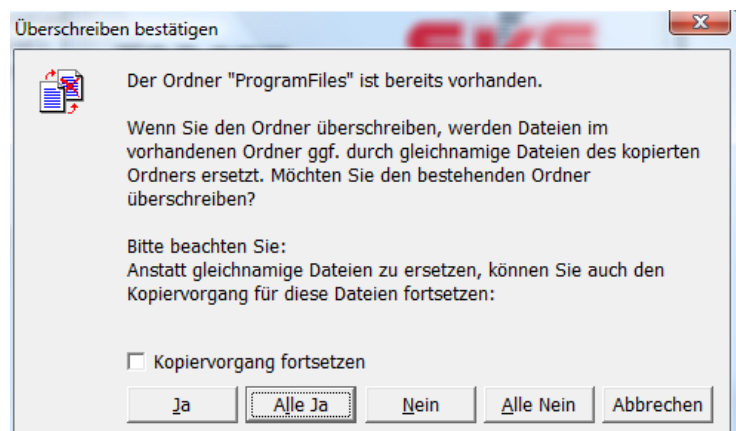 Überschreiben bestätigen
Der Ordner "ProgramFiles" ist bereits vorhanden.
Wenn Sie den Ordner überschreiben, werden Dateien im
vorhandenen Ordner ggf. durch gleichnamige Dateien des kopierten
Ordners ersetzt. Möchten Sie den bestehenden Ordner
überschreiben?
Bitte beachten Sie:
Anstatt gleichnamige Dateien zu ersetzen, können Sie auch den
Kopiervorgang für diese Dateien fortsetzen:
Kopiervorgang fortsetzen
Ja Alle Ja Nein Alle Nein Abbrechen